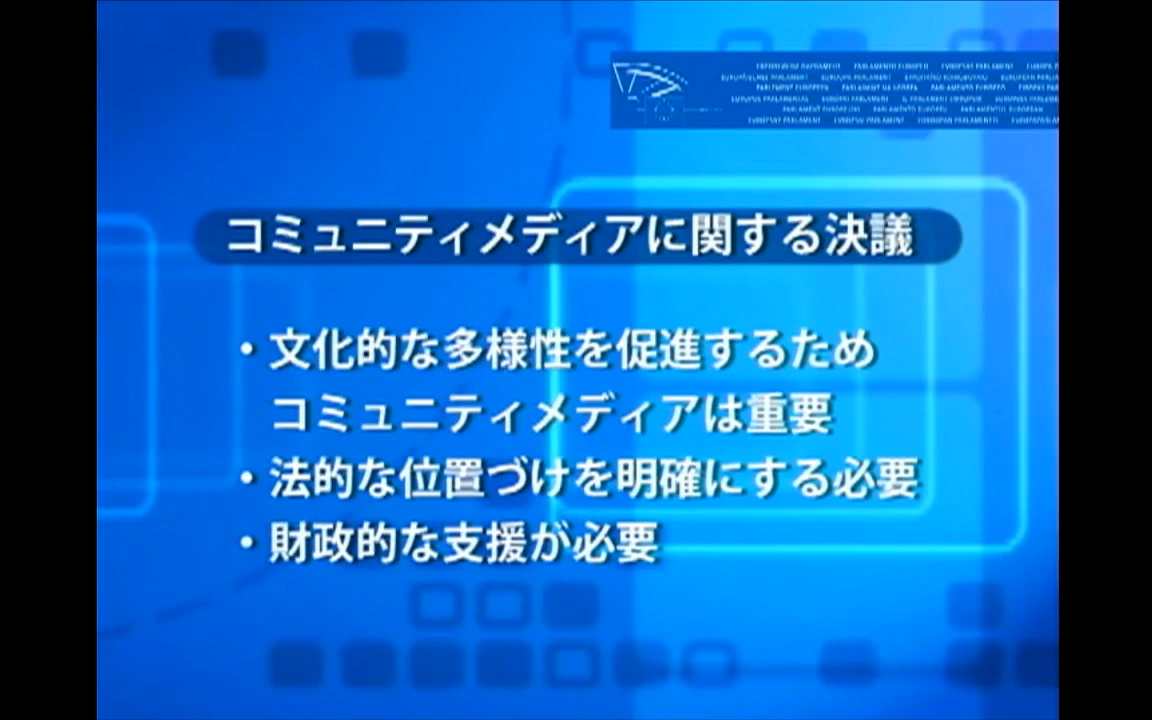 EUROPEAN PARLIAMENT
コミュニティメディアに関する決議
・文化的な多様性を促進するため
コミュニティメディアは重要
・法的な位置づけを明確にする必要
・財政的な支援が必要